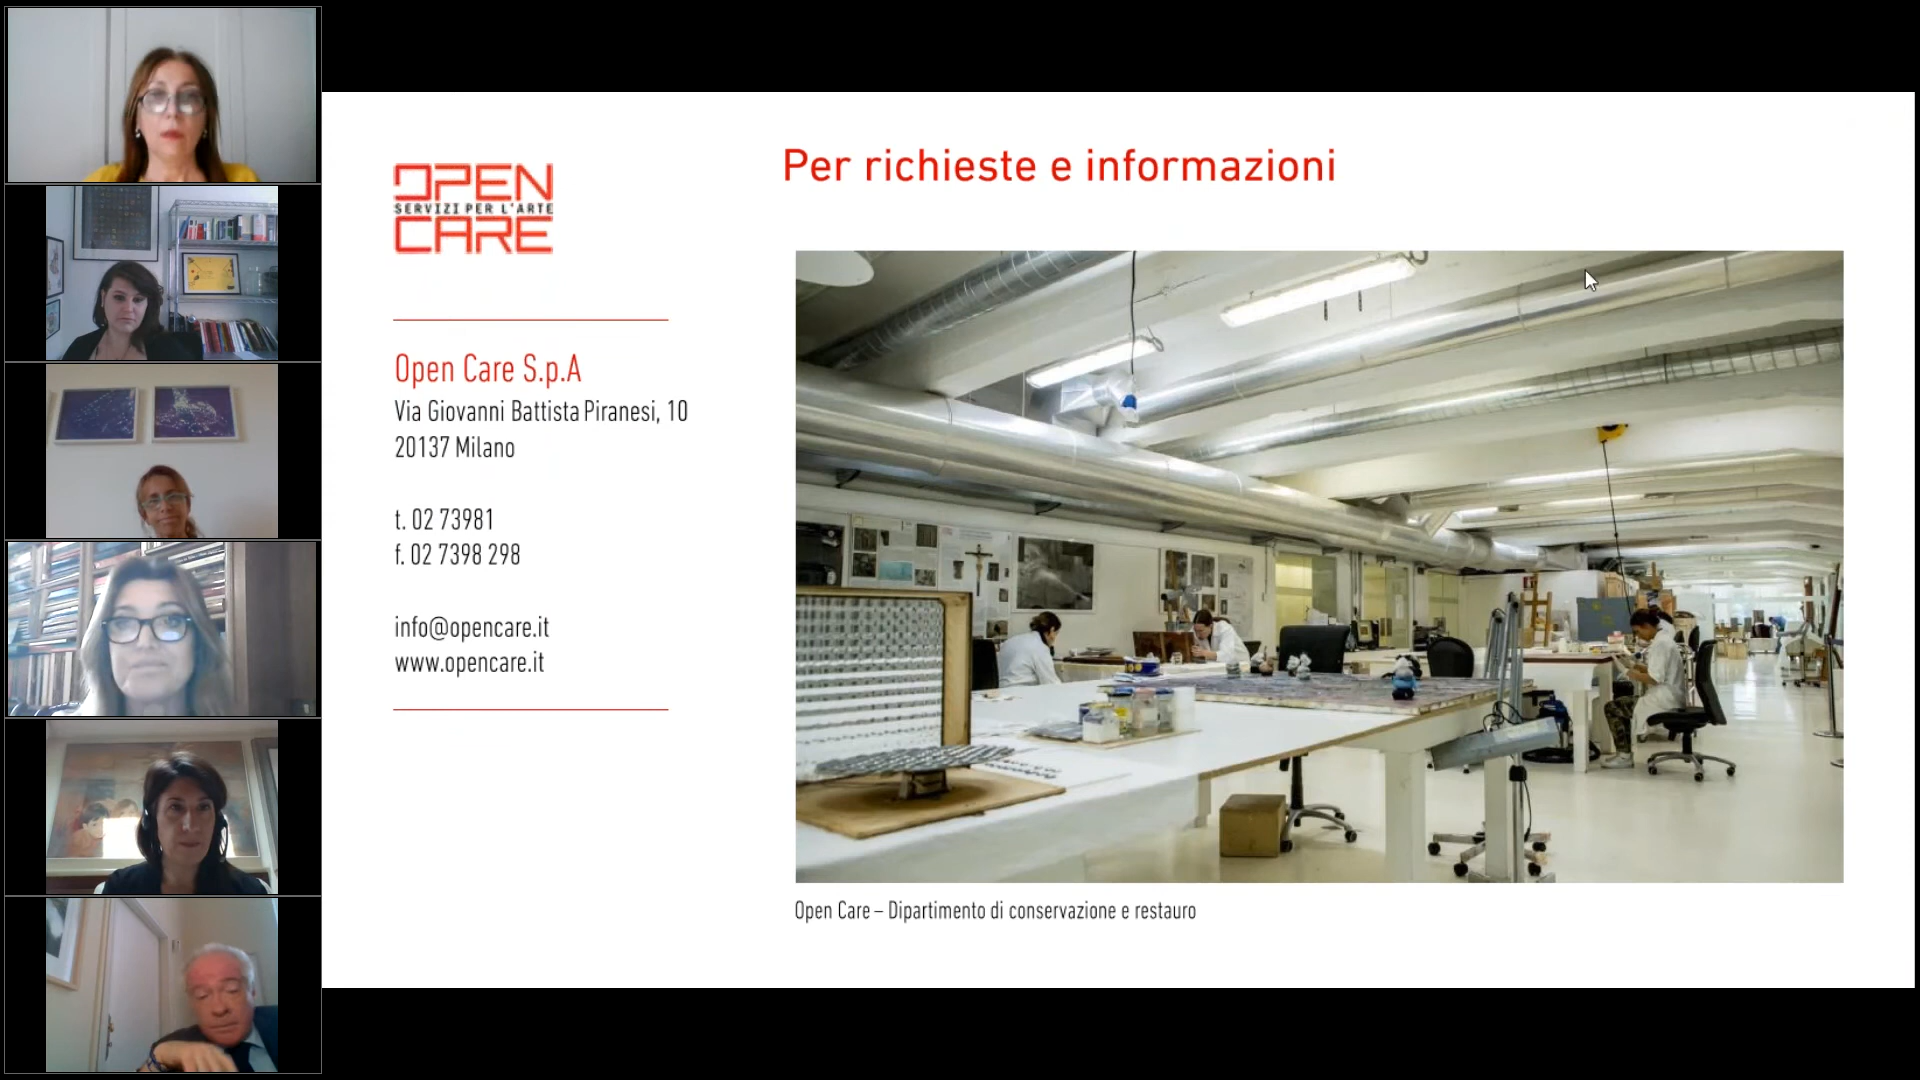 OPEN
SERVIZI PER L'ARTE
CARE
Per richieste e informazioni
Open Care S.p.A
Via Giovanni Battista Piranesi, 10
20137 Milano
t. 02 73981
f. 02 7398 298
info@opencare.it
www.opencare.it
Open Care – Dipartimento di conservazione e restauro